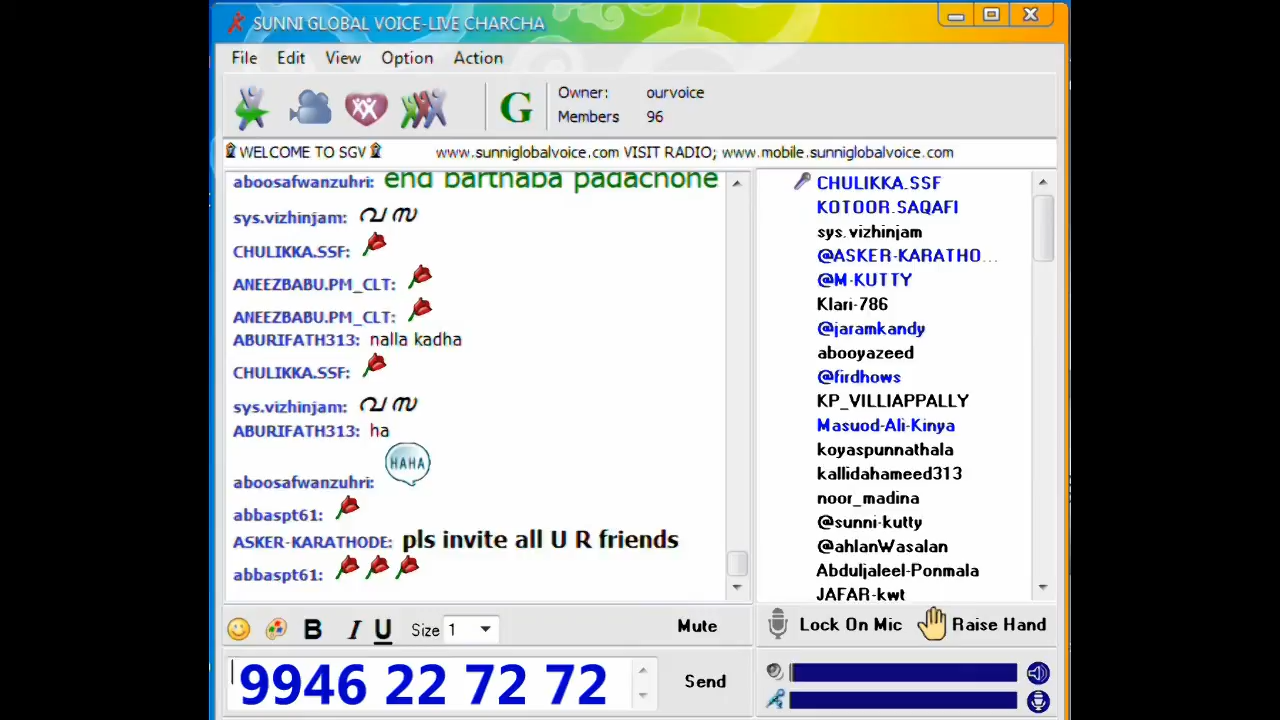 SUNNI GLOBAL VOICE-LIVE CHARCHA
File Edit View Option Action
G
Owner: ourvoice
Members 96
WELCOME TO SGV www.sunniglobalvoice.com VISIT RADIO; www.mobile.sunniglobalvoice.com
aboosafwanzuhri: end barthaba padachone
sys.vizhinjam: വ സ
CHULIKKA.SSF:
ANEEZBABU.PM_CLT:
ANEEZBABU.PM_CLT:
ABURIFATH313: nalla kadha
CHULIKKA.SSF:
sys.vizhinjam: വ സ
ABURIFATH313: ha
aboosafwanzuhri: HAHA
abbaspt61:
ASKER-KARATHODE: pls invite all U R friends
abbaspt61:
CHULIKKA.SSF
KOTOOR.SAQAFI
sys.vizhinjam
@ASKER-KARATHO...
@M-KUTTY
Klari-786
@jaramkandy
abooyazeed
@firdhows
KP_VILLIAPPALLY
Masuod-Ali-Kinya
koyaspunnathala
kallidahameed313
noor_madina
@sunni-kutty
@ahlanWasalan
Abduljaleel-Ponmala
JAFAR-kwt
B I U Size 1 Mute
Lock On Mic Raise Hand
9946 22 72 72
Send